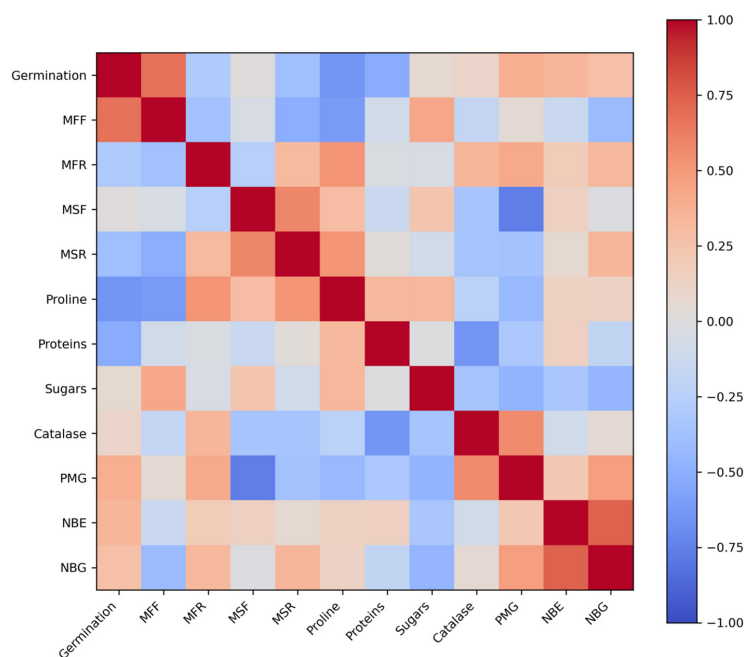 1.00
Germination
0.75
MFF
MFR
0.50
MSF
0.25
MSR
Proline
0.00
Proteins
−0.25
Sugars
Catalase
−0.50
PMG
NBE
−0.75
NBG
−1.00
Germination
MFF
MFR
MSF
MSR
Proline
Proteins
Sugars
Catalase
PMG
NBE
NBG